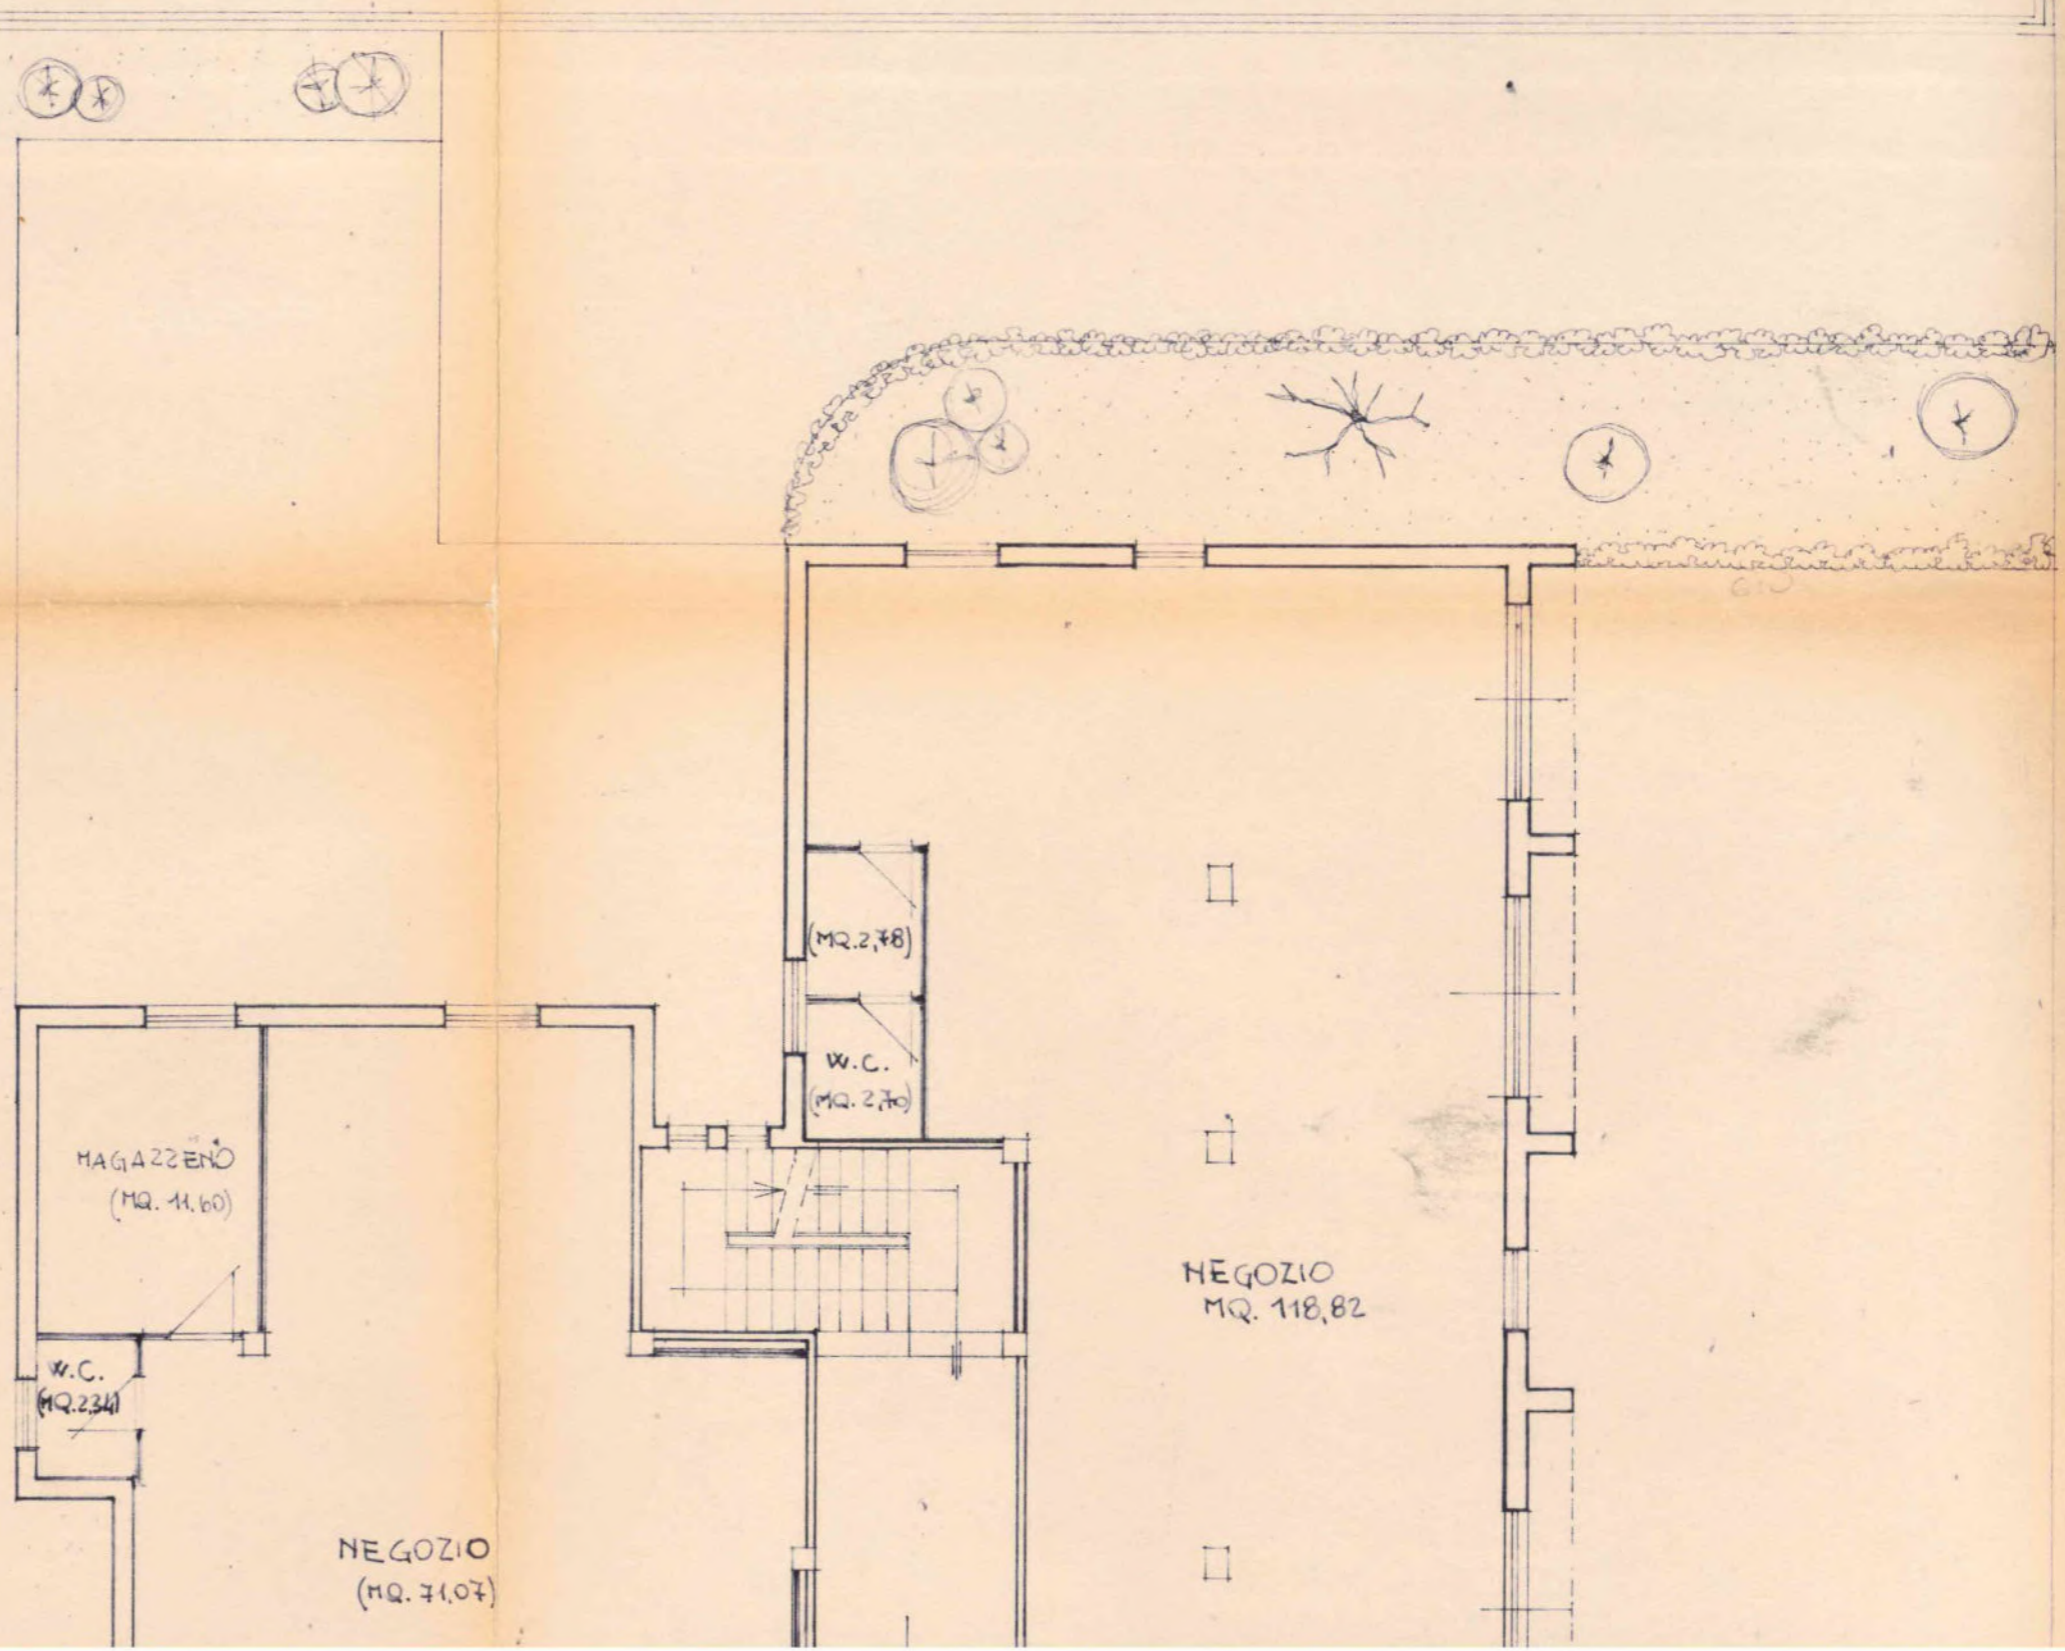 (MQ.2,78)
W.C.
(MQ. 2,70)
MAGAZZENO
(MQ. 11.60)
NEGOZIO
MQ. 118,82
W.C.
(MQ.2.34)
NEGOZIO
(MQ. 71,07)